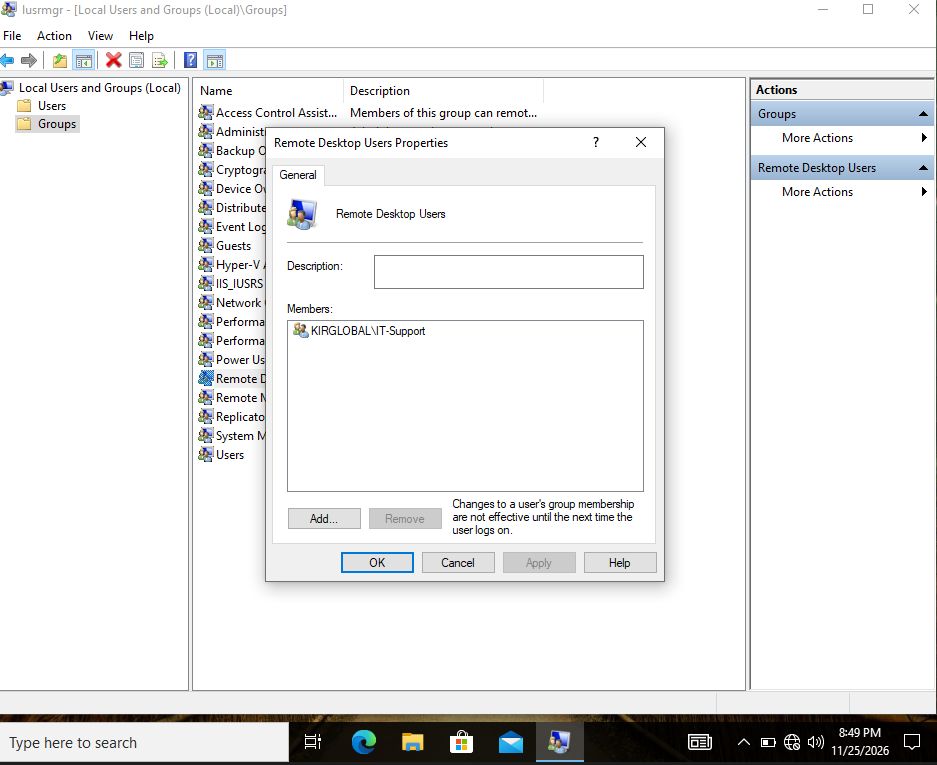 lusrmgr - [Local Users and Groups (Local)\Groups]
File Action View Help
Local Users and Groups (Local)
Users
Groups
Name Description
Access Control Assist... Members of this group can remot...
Administ
Backup O
Cryptogra
Device Ow
Distribute
Event Log
Guests
Hyper-V A
IIS_IUSRS
Network
Performa
Performa
Power Us
Remote D
Remote M
Replicato
System M
Users
Remote Desktop Users Properties
General
Remote Desktop Users
Description:
Members:
KIRGLOBAL\IT-Support
Add... Remove
Changes to a user's group membership
are not effective until the next time the
user logs on.
OK Cancel Apply Help
Actions
Groups
More Actions
Remote Desktop Users
More Actions
Type here to search
8:49 PM
11/25/2026